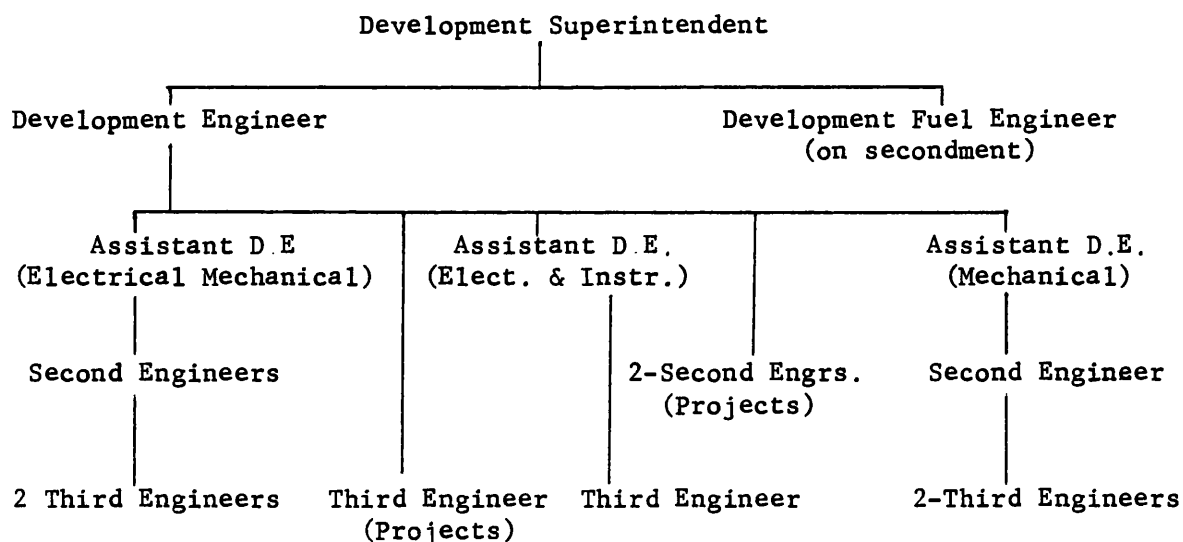 Development Superintendent
Development Engineer
Development Fuel Engineer
(on secondment)
Assistant D.E
(Electrical Mechanical)
Assistant D.E.
(Elect. & Instr.)
Assistant D.E.
(Mechanical)
Second Engineers
2-Second Engrs.
(Projects)
Second Engineer
2 Third Engineers
Third Engineer
(Projects)
Third Engineer
2-Third Engineers